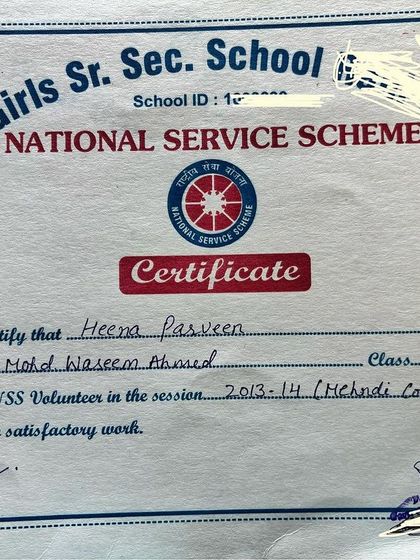 Girls Sr. Sec. School
School ID :
NATIONAL SERVICE SCHEME
राष्ट्रीय सेवा योजना
NATIONAL SERVICE SCHEME
Certificate
tify that Heena Parveen
Mohd Waseem Ahmed Class
NSS Volunteer in the session 2013-14 (Mehndi Co
satisfactory work.